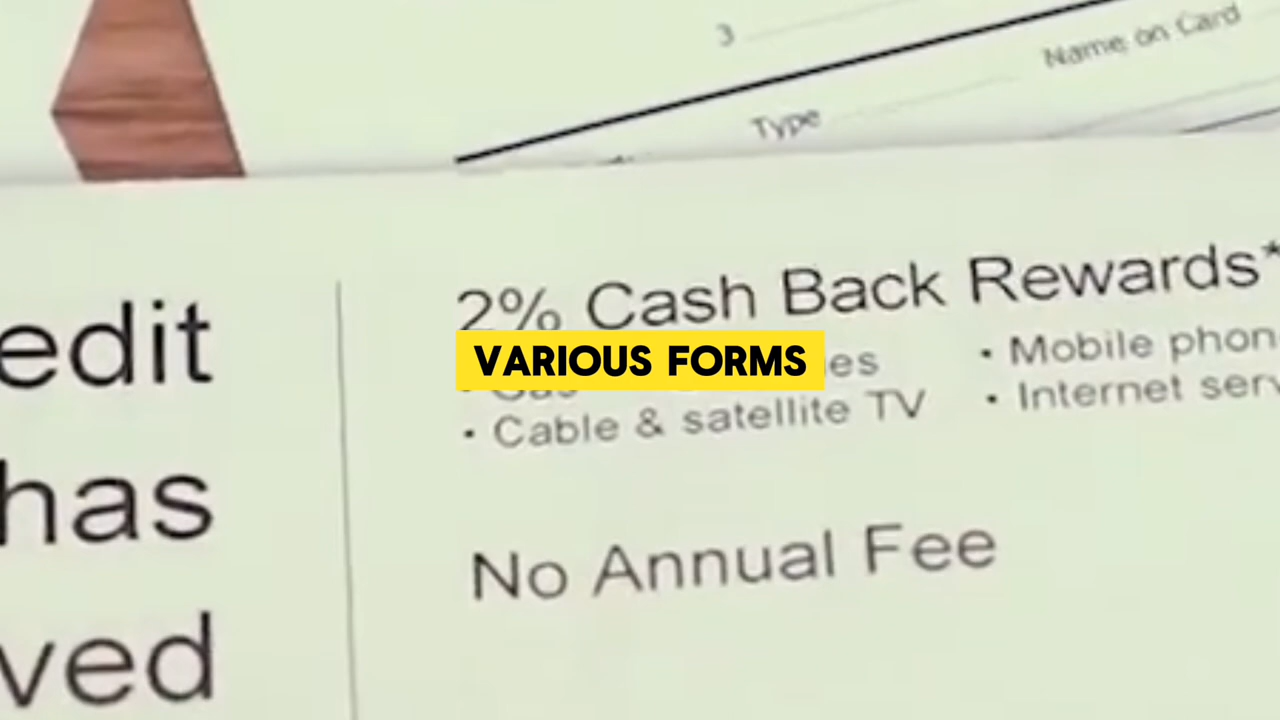 3
Name on Card
Type
2% Cash Back Rewards*
VARIOUS FORMS
• Mobile phon
• Cable & satellite TV
• Internet serv
No Annual Fee
edit
has
ved